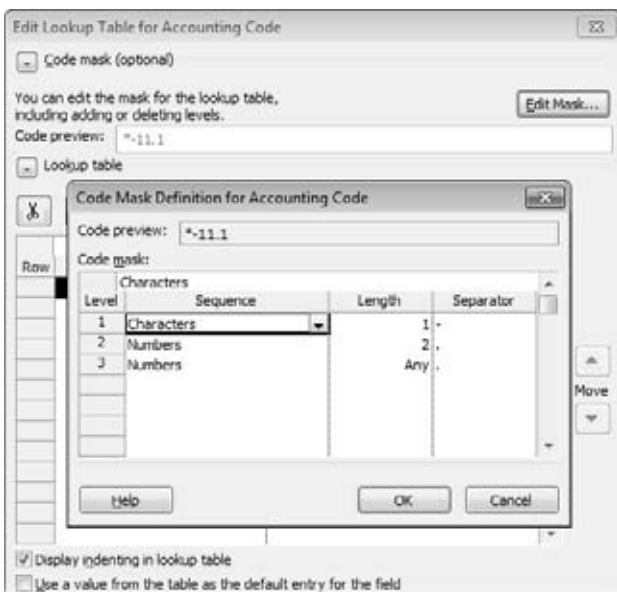 Edit Lookup Table for Accounting Code
Code mask (optional)
You can edit the mask for the lookup table,
including adding or deleting levels.
Edit Mask...
Code preview: *-11.1
Lookup table
Code Mask Definition for Accounting Code
Code preview: *-11.1
Code mask:
Row
Characters
Level Sequence Length Separator
1 Characters 1 -
2 Numbers 2 .
3 Numbers Any .
Move
Help OK Cancel
Display indenting in lookup table
Use a value from the table as the default entry for the field